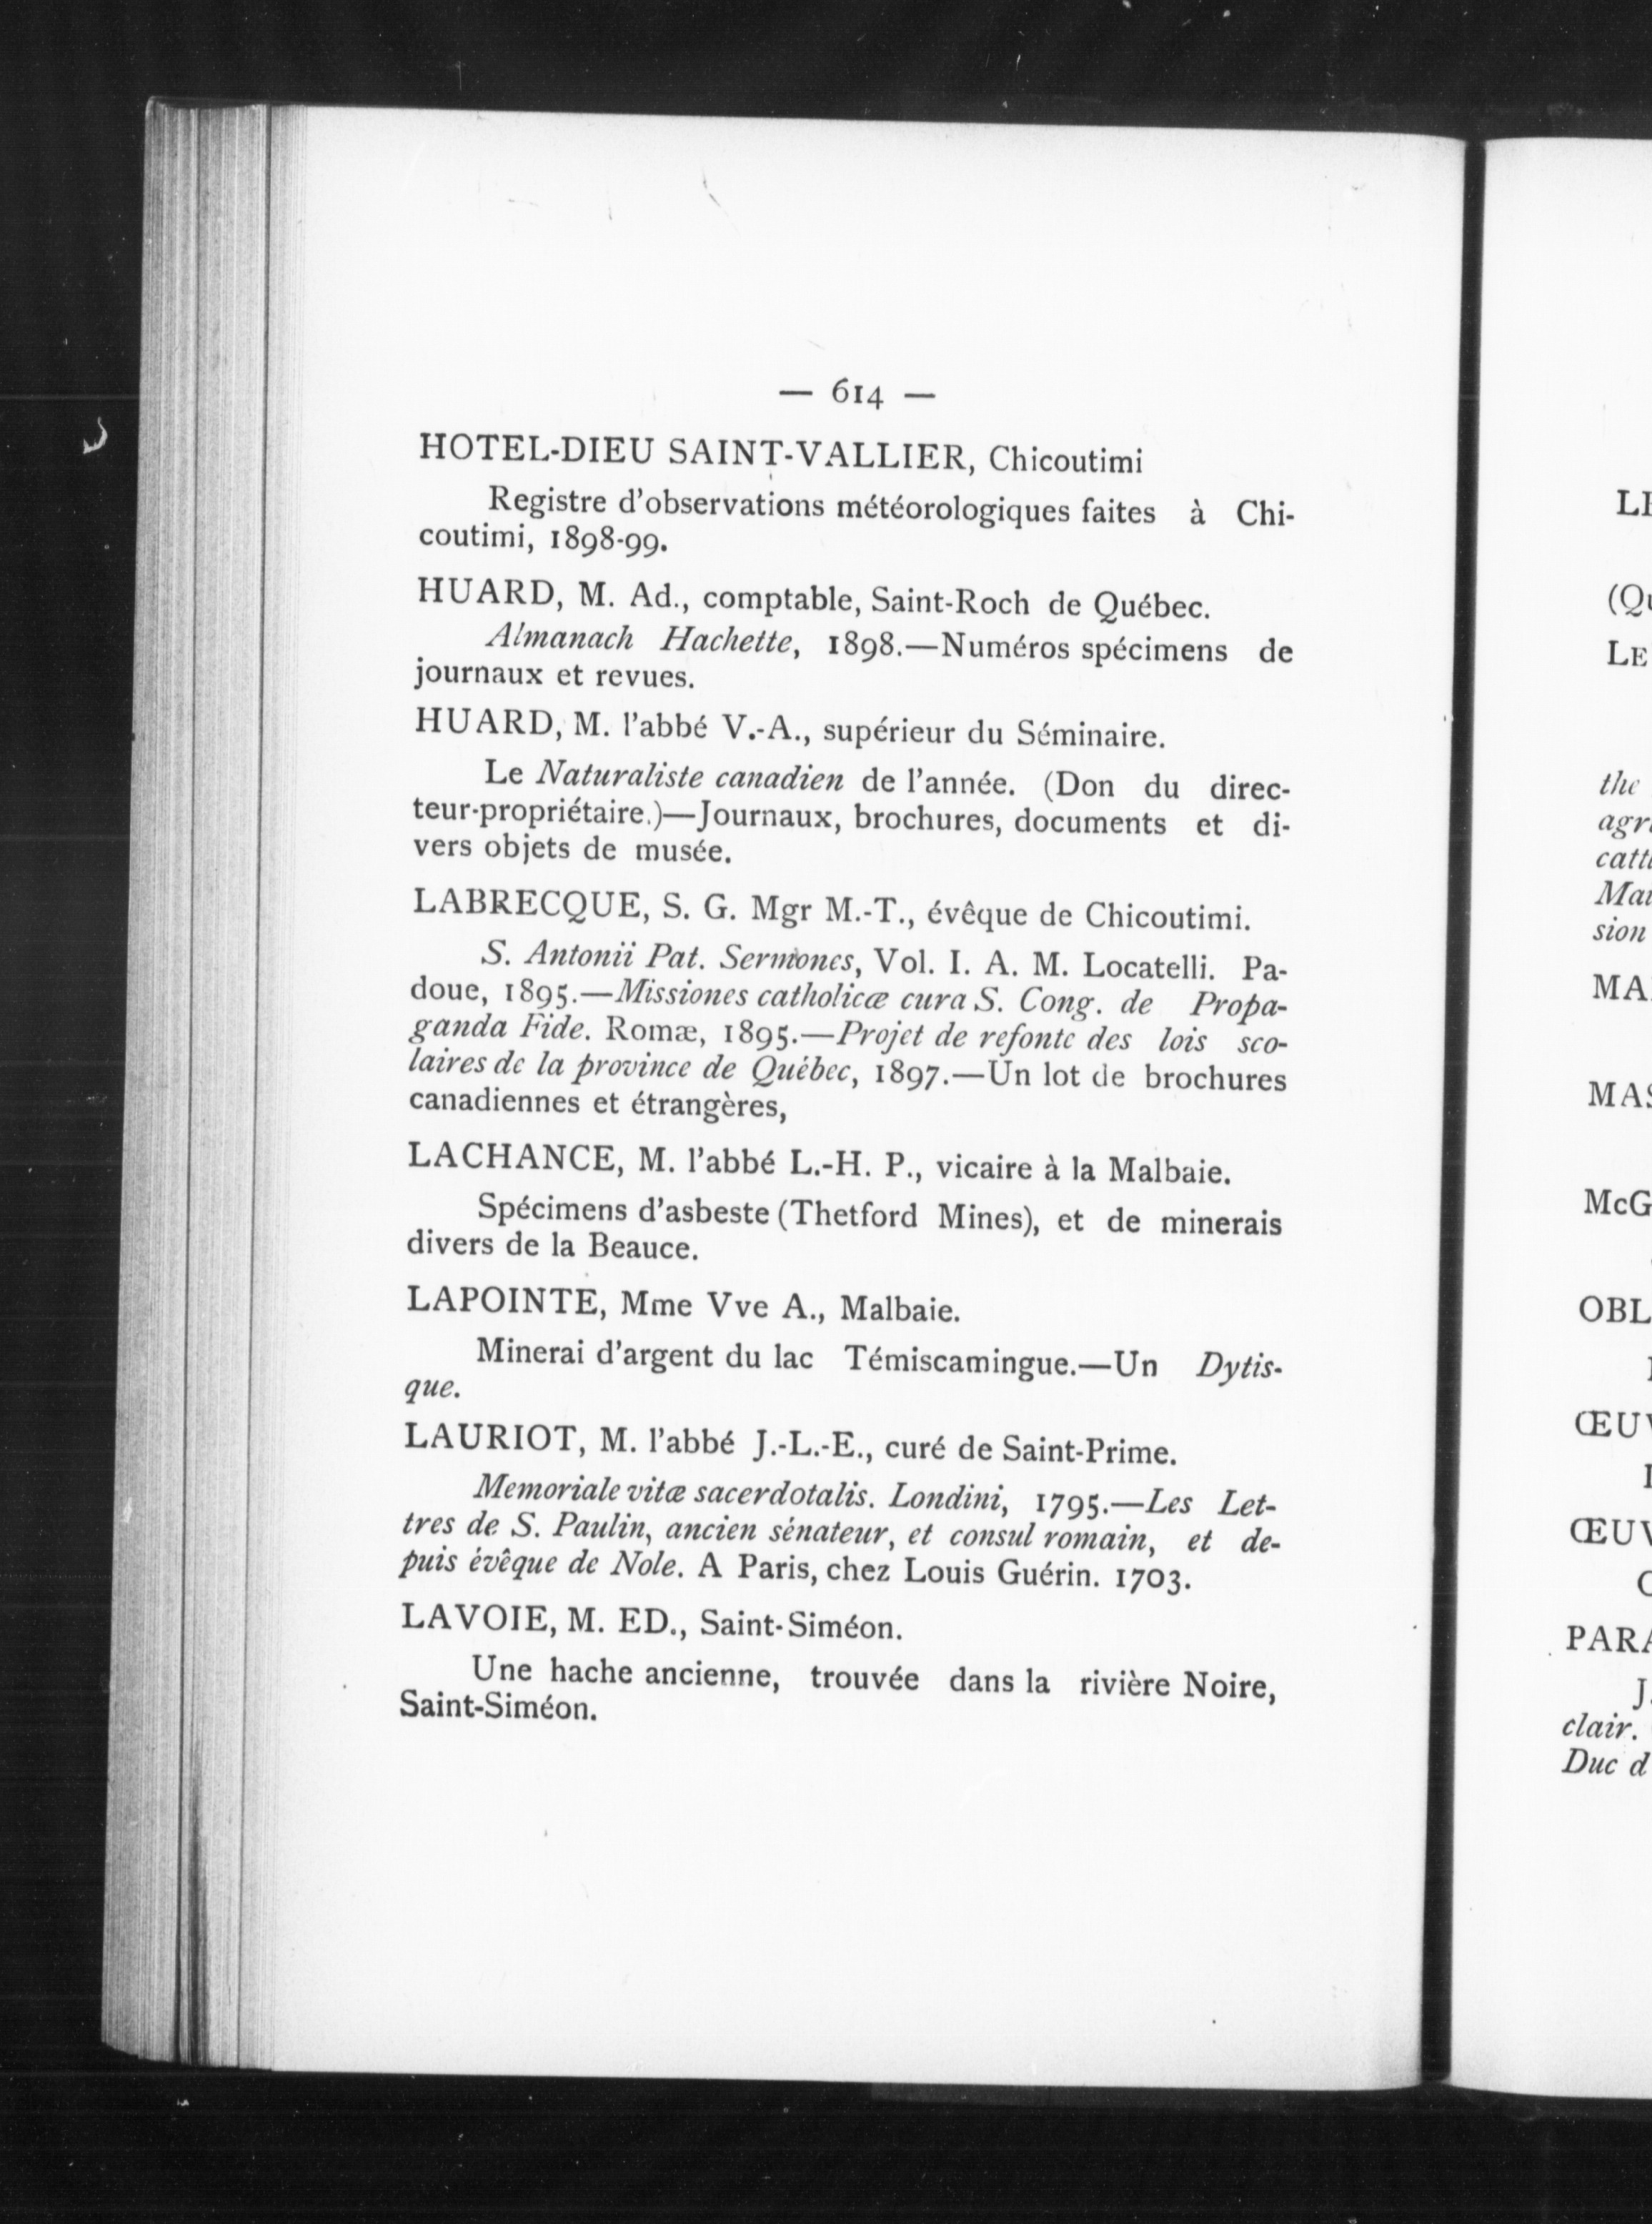 — 614 —
HOTEL-DIEU SAINT-VALLIER, Chicoutimi
Registre d'observations météorologiques faites à Chi-
coutimi, 1898-99.
HUARD, M. Ad., comptable, Saint-Roch de Québec.
Almanach Hachette, 1898.—Numéros spécimens de
journaux et revues.
HUARD, M. l'abbé V.-A., supérieur du Séminaire.
Le Naturaliste canadien de l'année. (Don du direc-
teur-propriétaire.)—Journaux, brochures, documents et di-
vers objets de musée.
LABRECQUE, S. G. Mgr M.-T., évêque de Chicoutimi.
S. Antonii Pat. Sermones, Vol. I. A. M. Locatelli. Pa-
doue, 1895.—Missiones catholicæ cura S. Cong. de Propa-
ganda Fide. Romæ, 1895.—Projet de refonte des lois sco-
laires de la province de Québec, 1897.—Un lot de brochures
canadiennes et étrangères,
LACHANCE, M. l'abbé L.-H. P., vicaire à la Malbaie.
Spécimens d'asbeste (Thetford Mines), et de minerais
divers de la Beauce.
LAPOINTE, Mme Vve A., Malbaie.
Minerai d'argent du lac Témiscamingue.—Un Dytis-
que.
LAURIOT, M. l'abbé J.-L.-E., curé de Saint-Prime.
Memoriale vitæ sacerdotalis. Londini, 1795.—Les Let-
tres de S. Paulin, ancien sénateur, et consul romain, et de-
puis évêque de Nole. A Paris, chez Louis Guérin. 1703.
LAVOIE, M. ED., Saint-Siméon.
Une hache ancienne, trouvée dans la rivière Noire,
Saint-Siméon.
LE
the
sion
clair.
Duc d